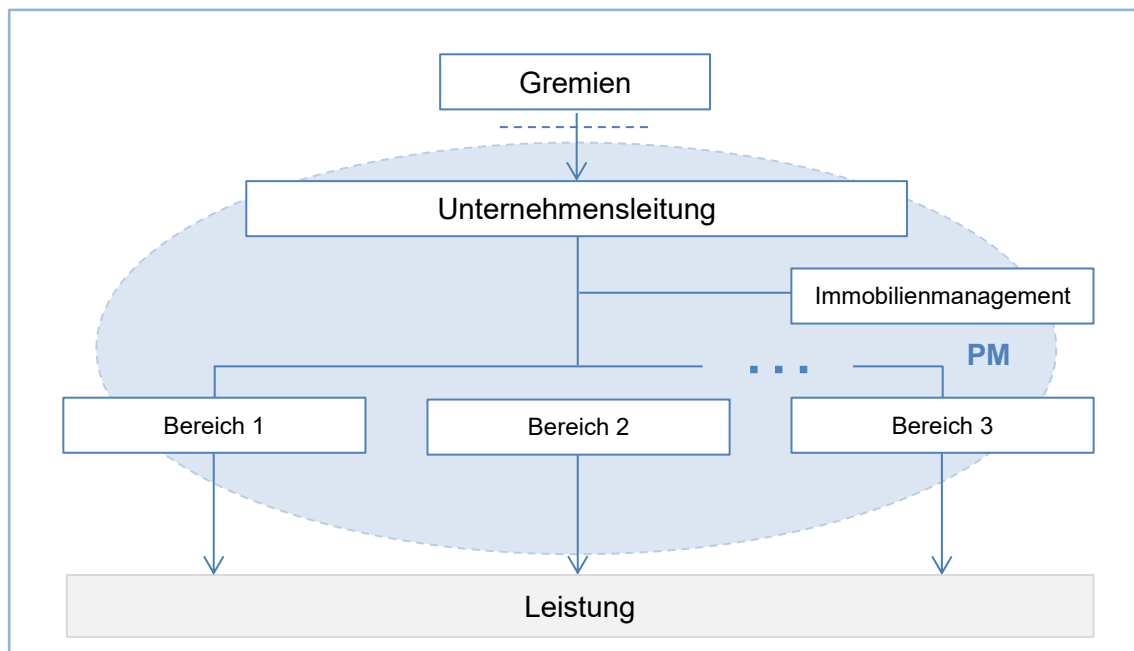 Gremien
Unternehmensleitung
Immobilienmanagement
PM
...
Bereich 1
Bereich 2
Bereich 3
Leistung